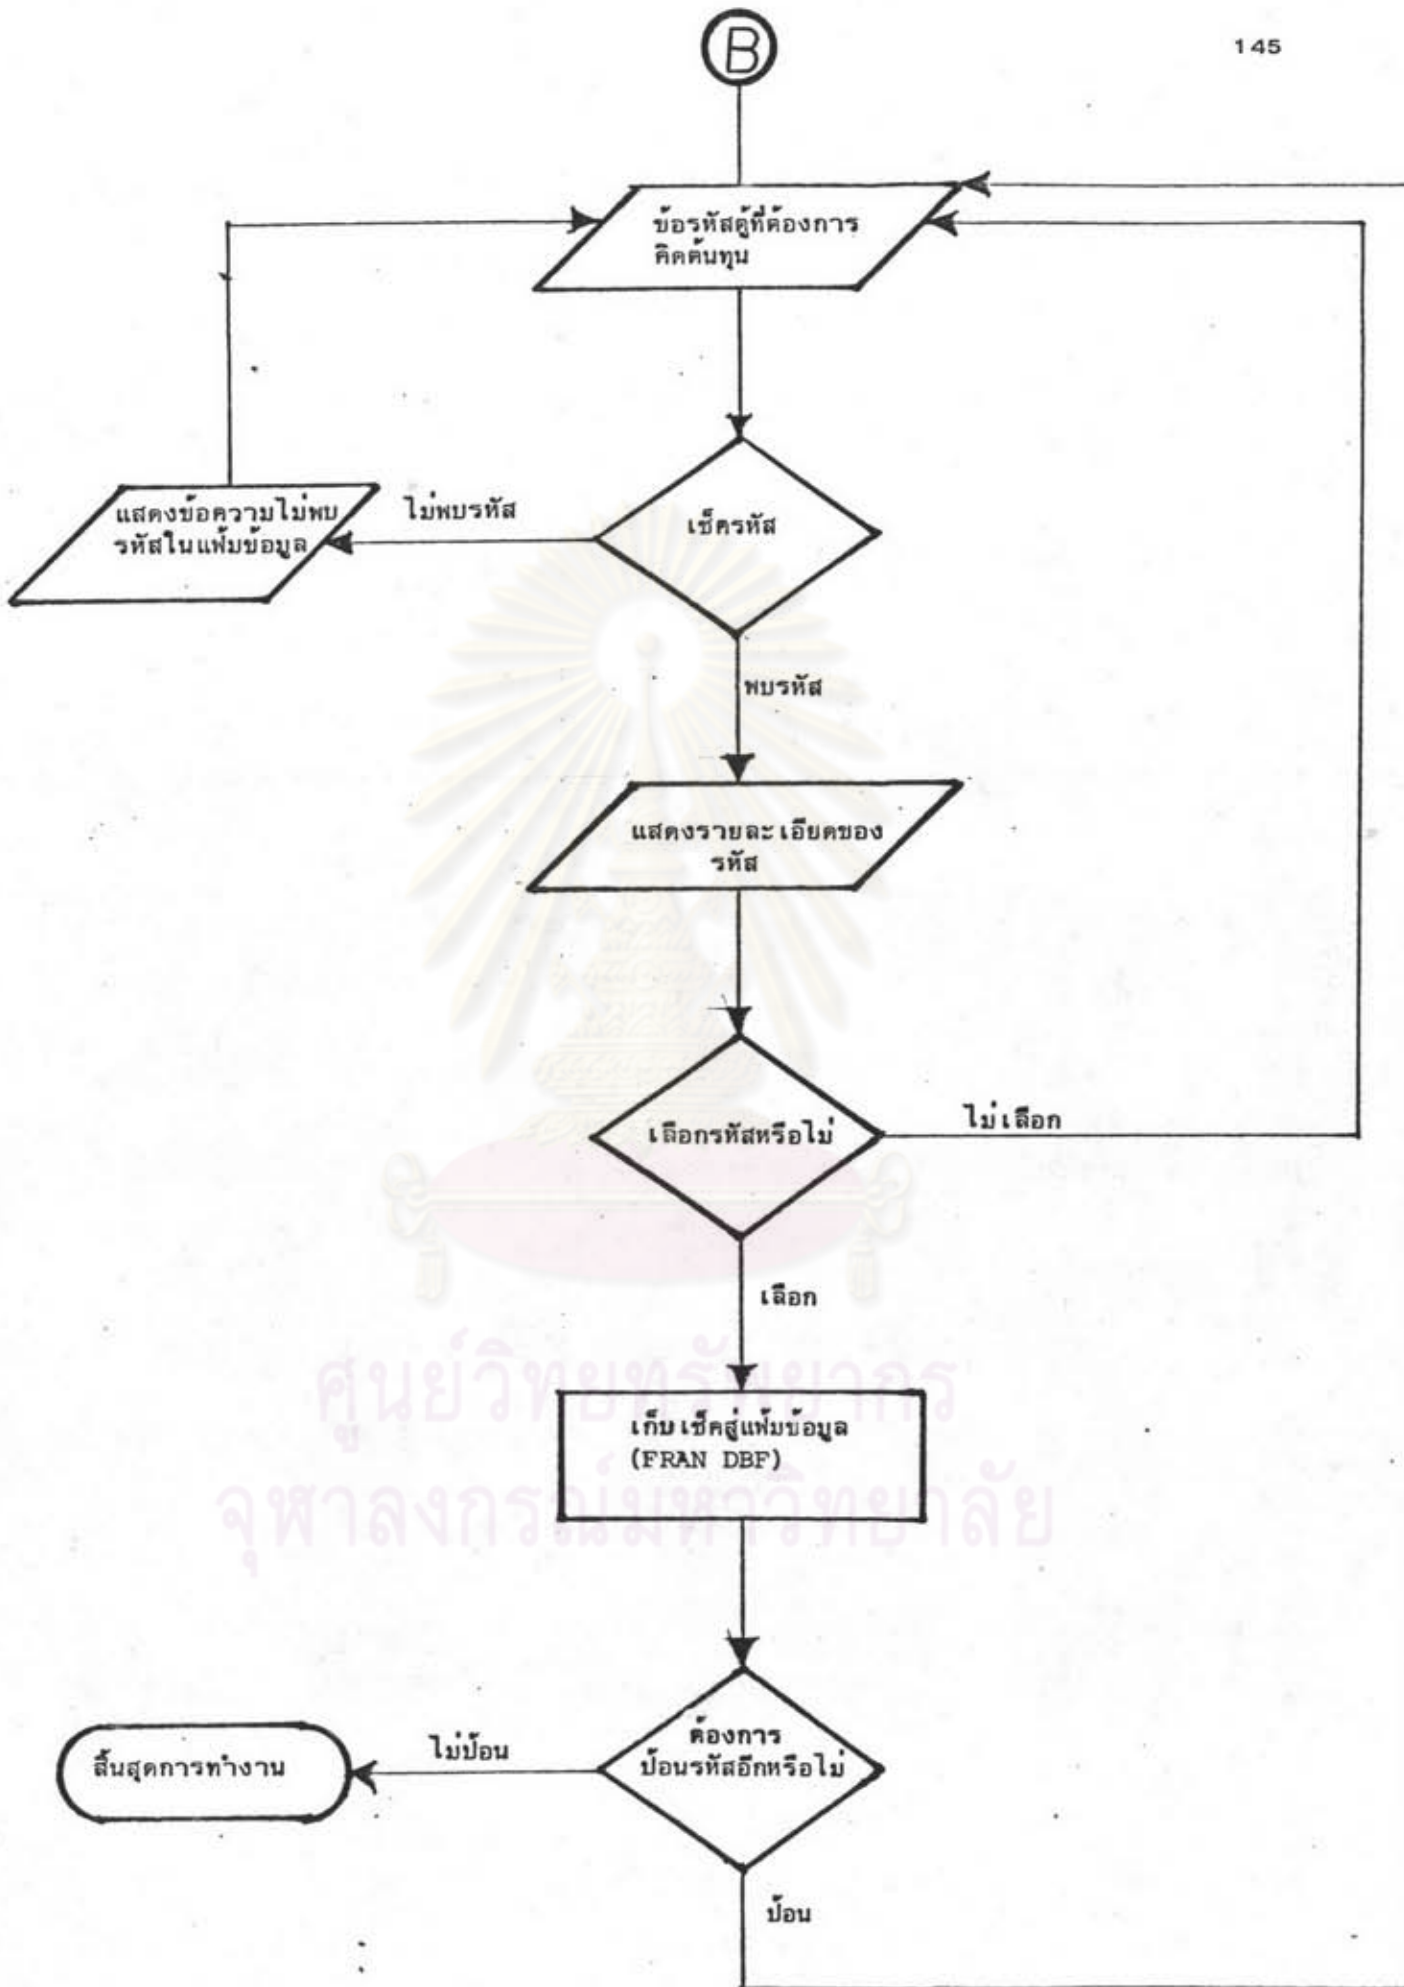 B
145
ข้อรหัสตู้ที่ต้องการ
คิดต้นทุน
แสดงข้อความไม่พบ
รหัสในแฟ้มข้อมูล
ไม่พบรหัส
เช็ครหัส
พบรหัส
แสดงรายละเอียดของ
รหัส
เลือกรหัสหรือไม่
ไม่เลือก
เลือก
ศูนย์วิทยทรัพยากร
เก็บเช็คสู่แฟ้มข้อมูล
(FRAN DBF)
จุฬาลงกรณ์มหาวิทยาลัย
สิ้นสุดการทำงาน
ไม่ป้อน
ต้องการ
ป้อนรหัสอีกหรือไม่
ป้อน